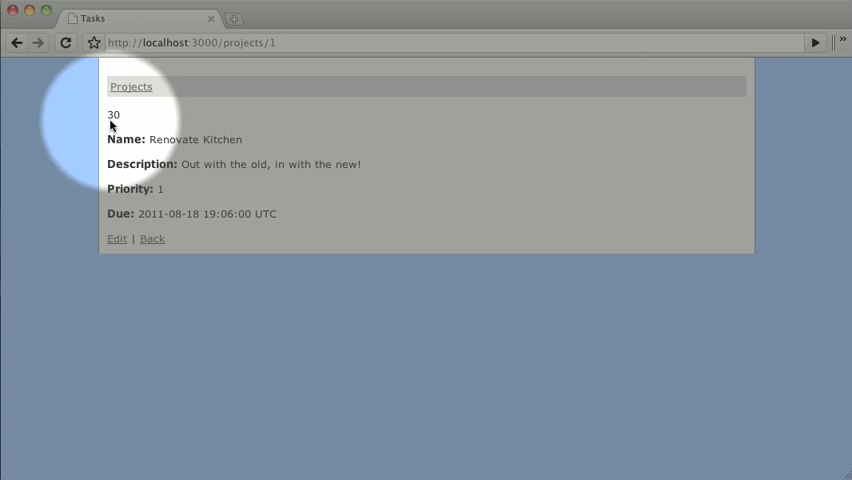 Tasks
http://localhost:3000/projects/1
Projects
30
Name: Renovate Kitchen
Description: Out with the old, in with the new!
Priority: 1
Due: 2011-08-18 19:06:00 UTC
Edit | Back